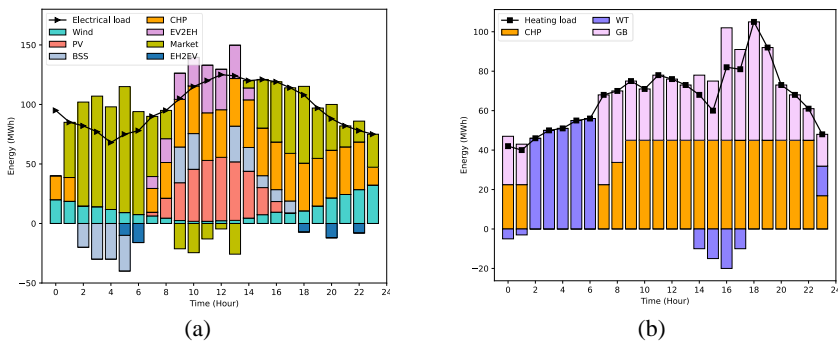 (a)
Electrical load
Wind
PV
BSS
CHP
EV2EH
Market
EH2EV
Energy (MWh)
150
100
50
0
−50
0 2 4 6 8 10 12 14 16 18 20 22 24
Time (Hour)
(a)
(b)
Heating load
CHP
WT
GB
Energy (MWh)
100
80
60
40
20
0
−20
0 2 4 6 8 10 12 14 16 18 20 22 24
Time (Hour)
(b)